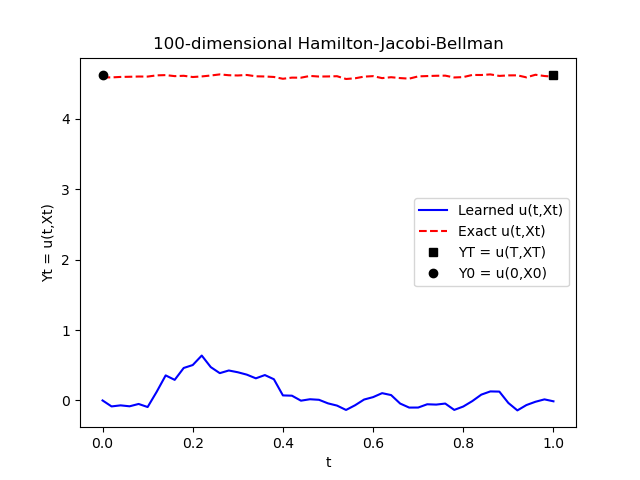 100-dimensional Hamilton-Jacobi-Bellman
Yt = u(t,Xt)
4
3
2
1
0
Learned u(t,Xt)
Exact u(t,Xt)
YT = u(T,XT)
Y0 = u(0,X0)
0.0 0.2 0.4 0.6 0.8 1.0
t